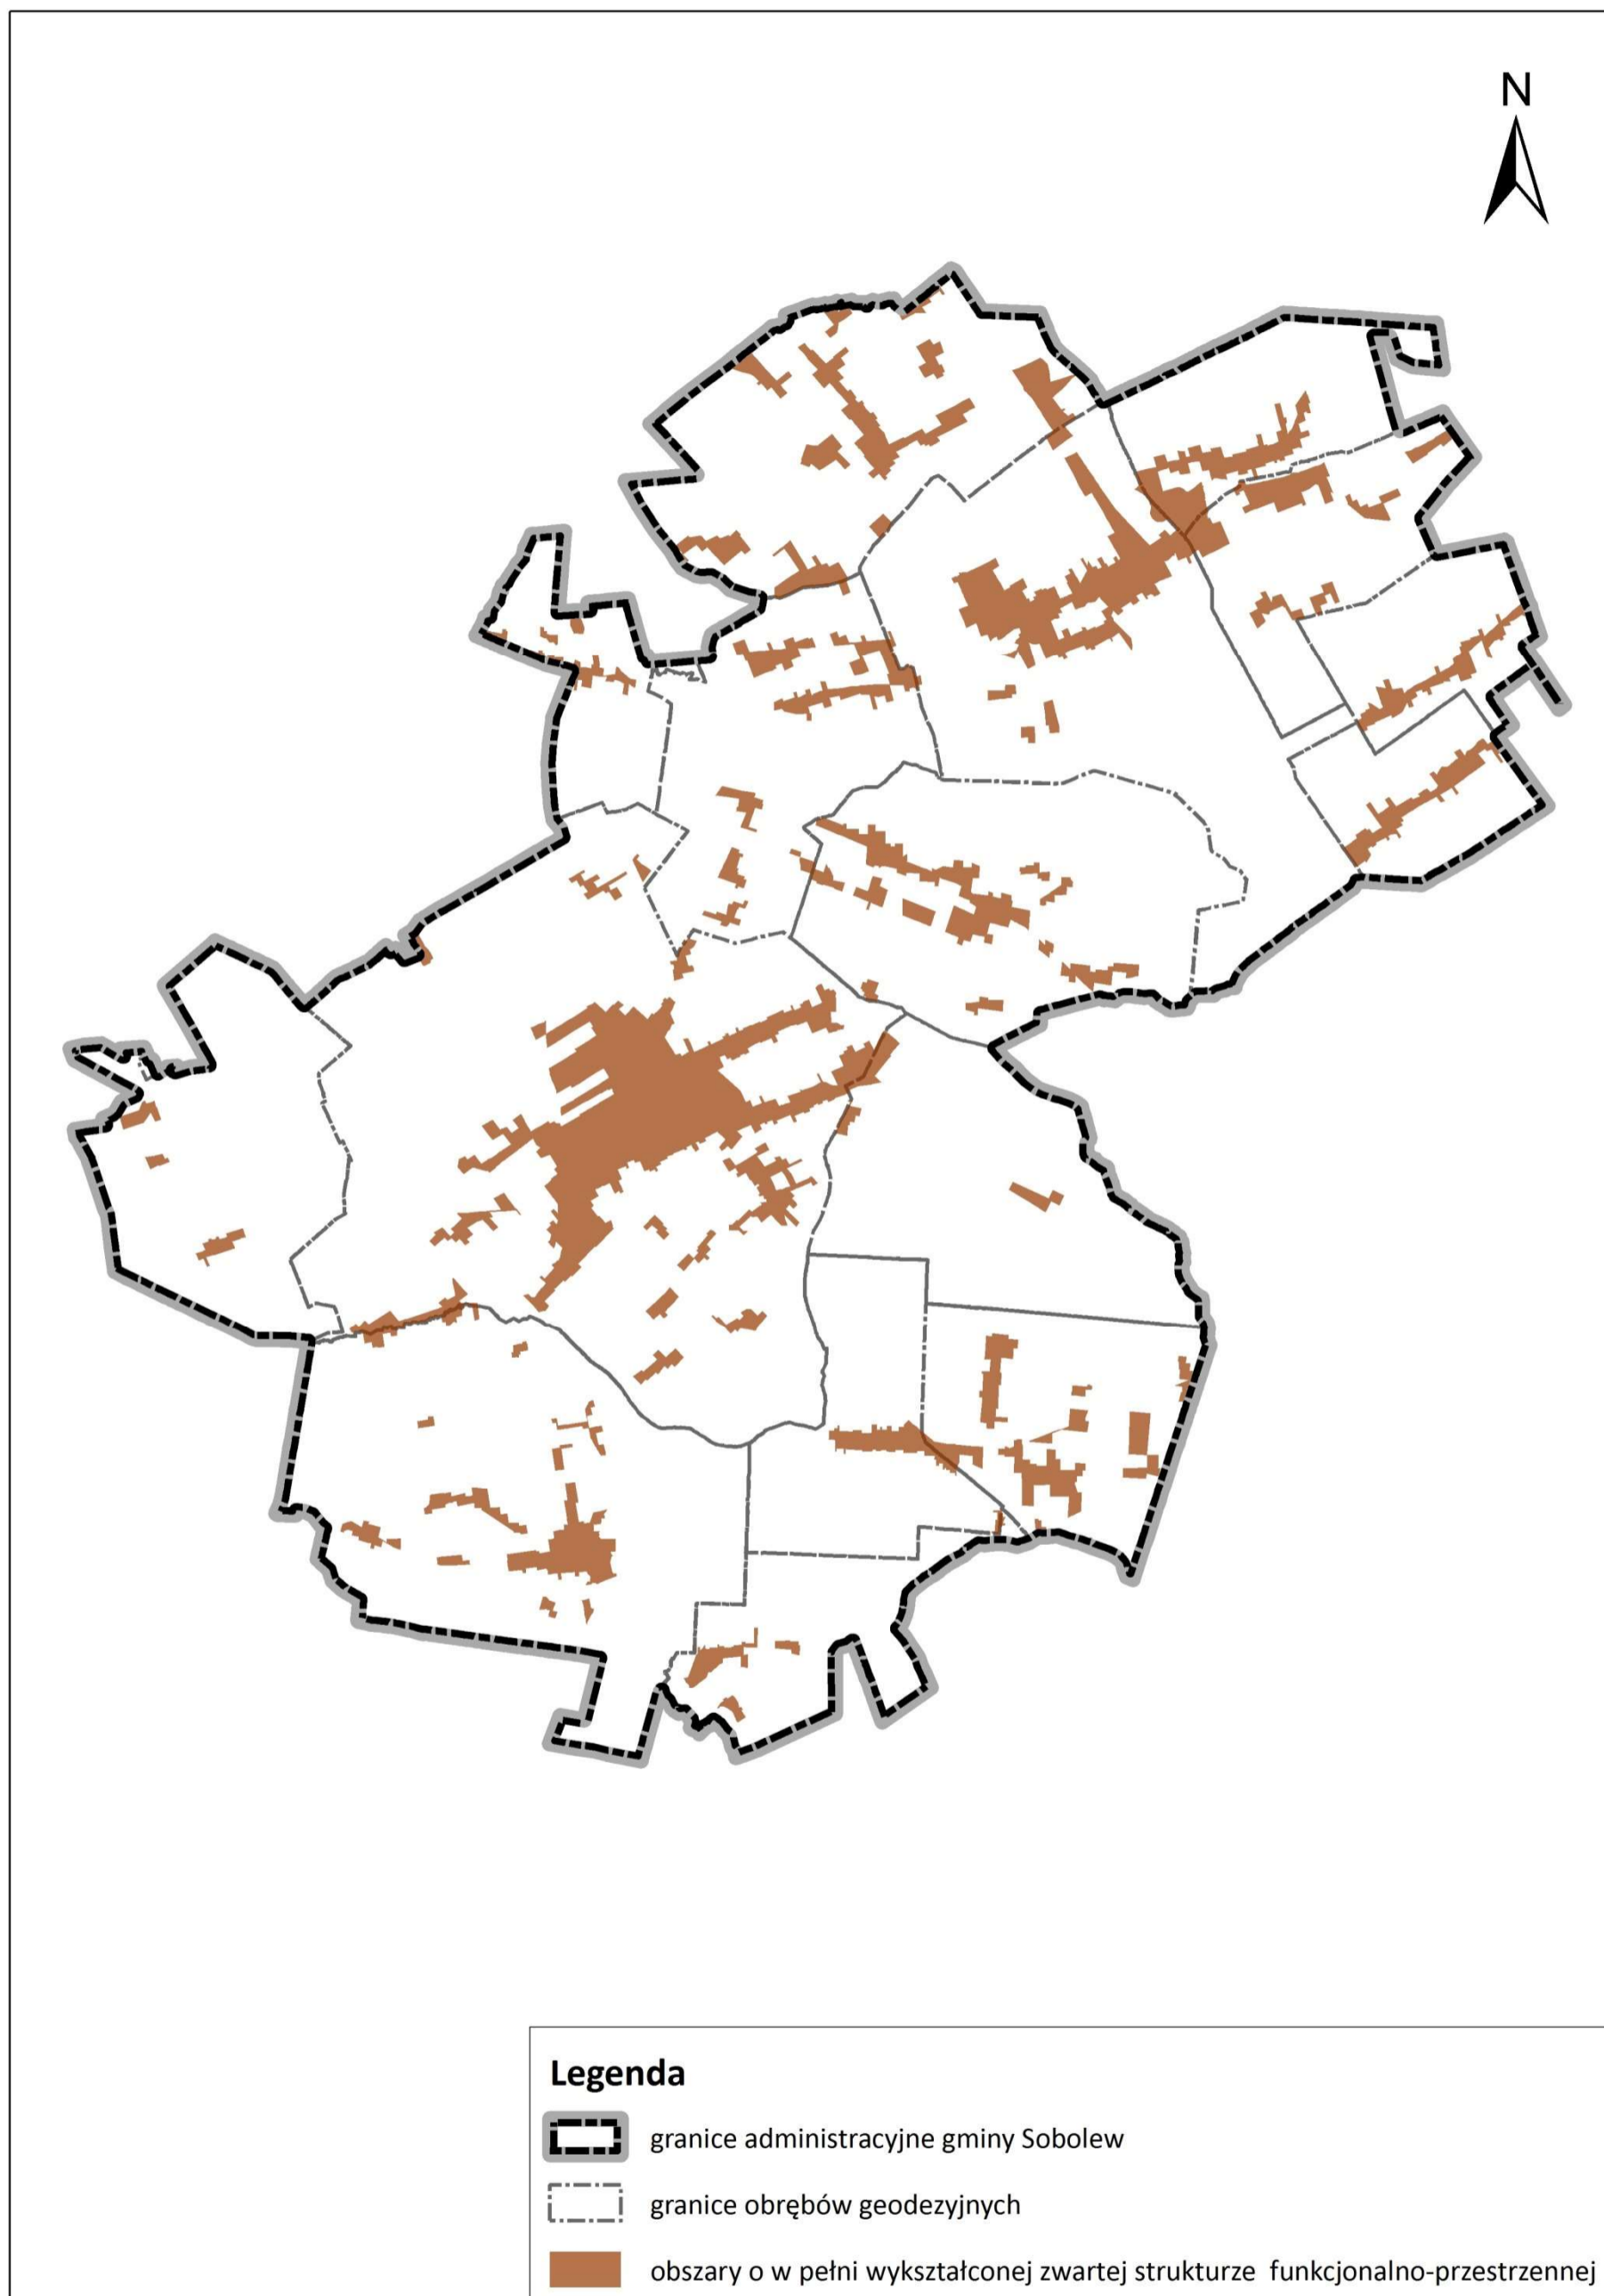 N
Legenda
granice administracyjne gminy Sobolew
granice obrębów geodezyjnych
obszary o w pełni wykształconej zwartej strukturze funkcjonalno-przestrzennej